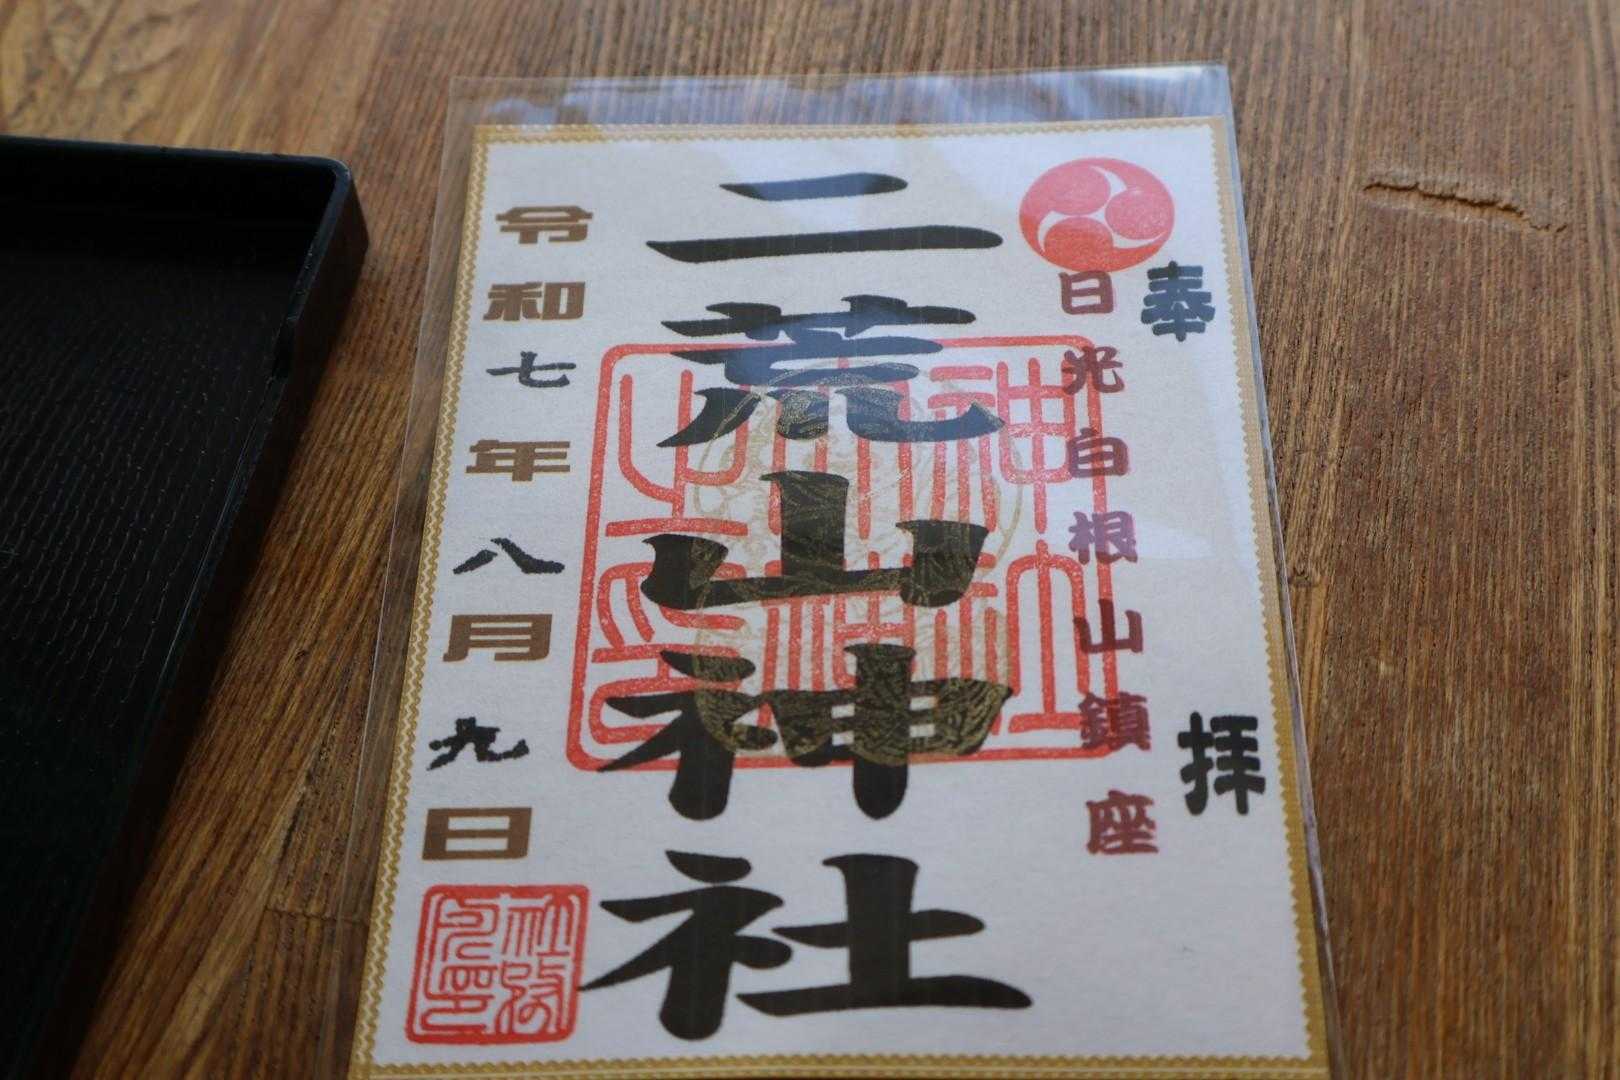 奉拝
日光白根山鎮座
二荒山神社
令和七年八月九日